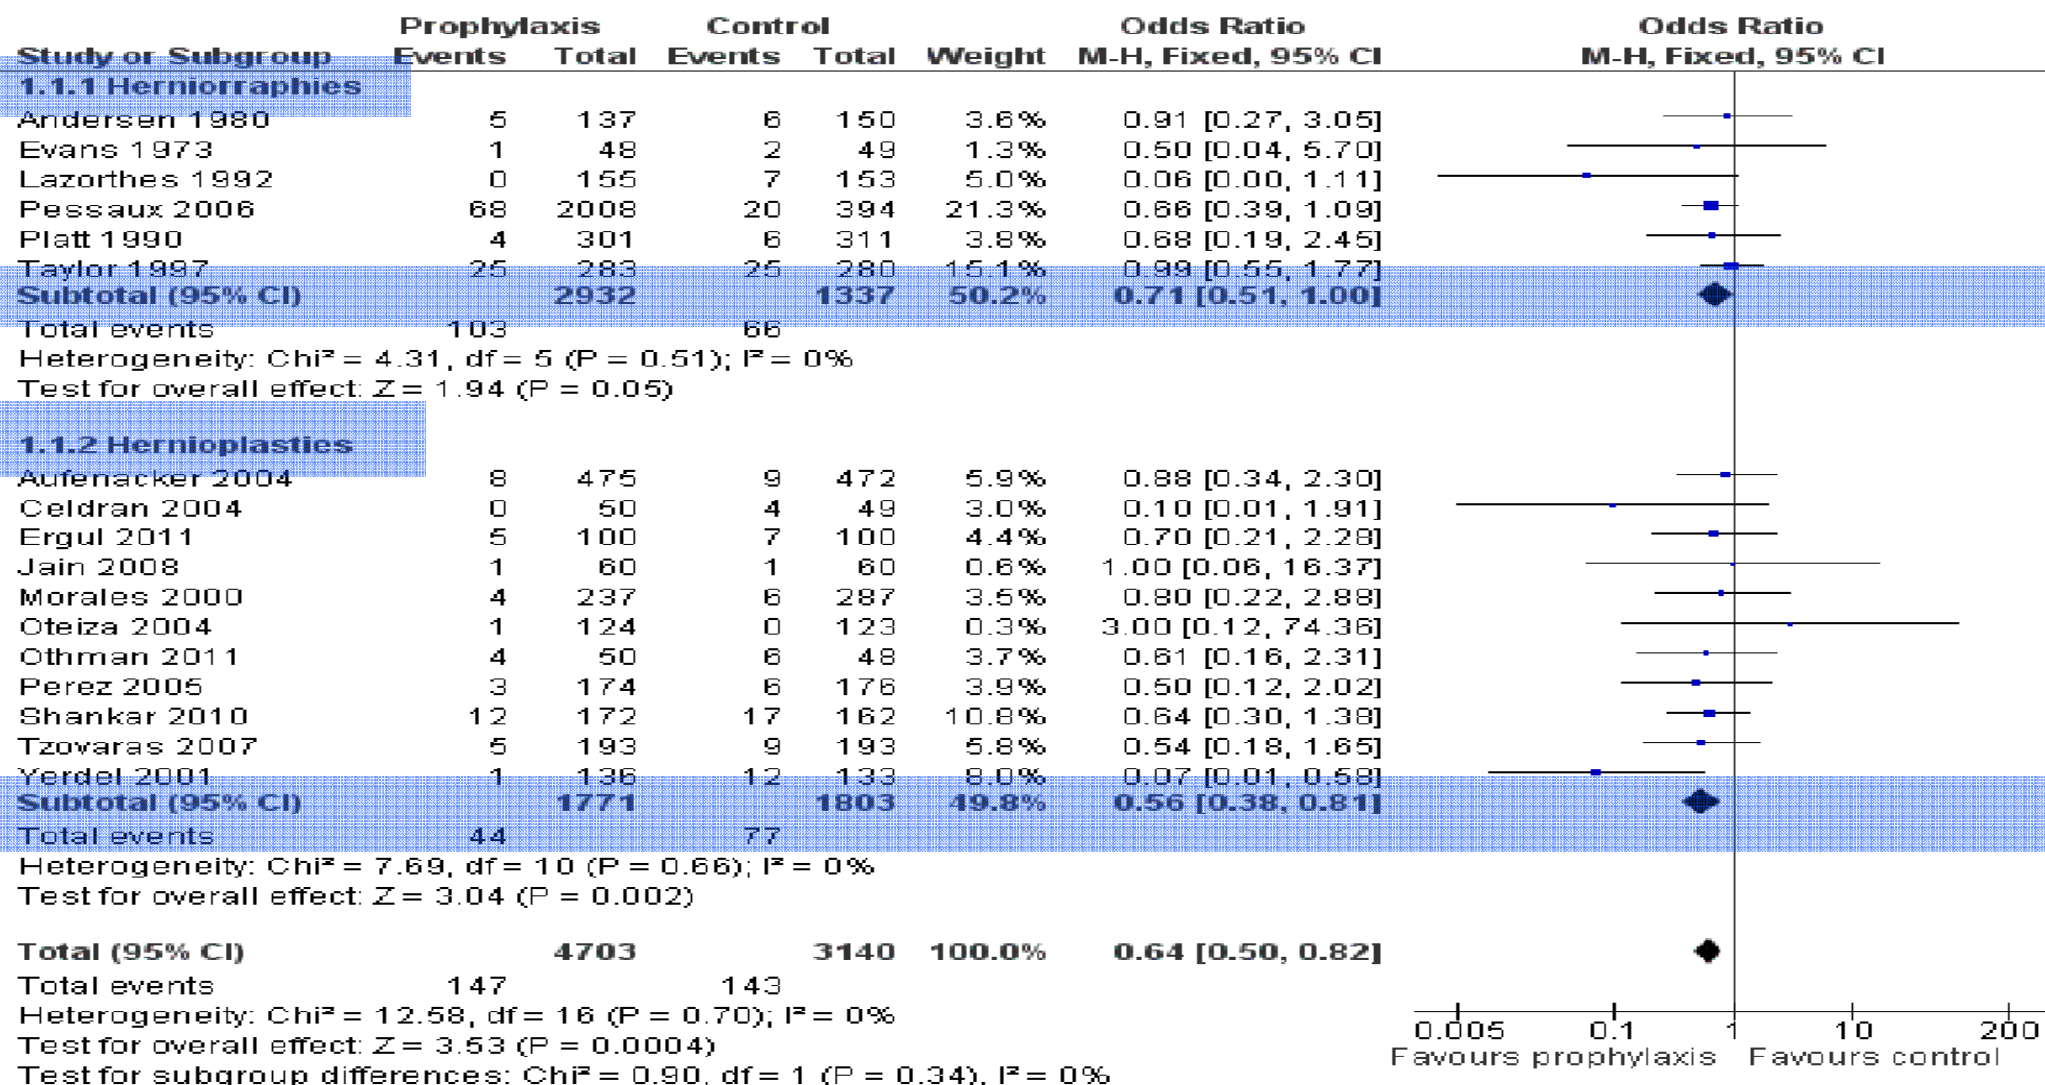 Prophylaxis Control Odds Ratio Odds Ratio
Study or Subgroup Events Total Events Total Weight M-H, Fixed, 95% CI M-H, Fixed, 95% CI
1.1.1 Herniorraphies
Andersen 1980 5 137 6 150 3.6% 0.91 [0.27, 3.05]
Evans 1973 1 48 2 49 1.3% 0.50 [0.04, 5.70]
Lazorthes 1992 0 155 7 153 5.0% 0.06 [0.00, 1.11]
Pessaux 2006 68 2008 20 394 21.3% 0.66 [0.39, 1.09]
Platt 1990 4 301 6 311 3.8% 0.68 [0.19, 2.45]
Taylor 1997 25 283 25 280 15.1% 0.99 [0.55, 1.77]
Subtotal (95% CI) 2932 1337 50.2% 0.71 [0.51, 1.00]
Total events 103 66
Heterogeneity: Chi² = 4.31, df = 5 (P = 0.51); I² = 0%
Test for overall effect: Z = 1.94 (P = 0.05)
1.1.2 Hernioplasties
Aufenacker 2004 8 475 9 472 5.9% 0.88 [0.34, 2.30]
Celdran 2004 0 50 4 49 3.0% 0.10 [0.01, 1.91]
Ergul 2011 5 100 7 100 4.4% 0.70 [0.21, 2.28]
Jain 2008 1 60 1 60 0.6% 1.00 [0.06, 16.37]
Morales 2000 4 237 6 287 3.5% 0.80 [0.22, 2.88]
Oteiza 2004 1 124 0 123 0.3% 3.00 [0.12, 74.36]
Othman 2011 4 50 6 48 3.7% 0.61 [0.16, 2.31]
Perez 2005 3 174 6 176 3.9% 0.50 [0.12, 2.02]
Shankar 2010 12 172 17 162 10.8% 0.64 [0.30, 1.38]
Tzovaras 2007 5 193 9 193 5.8% 0.54 [0.18, 1.65]
Yerdel 2001 1 136 12 133 8.0% 0.07 [0.01, 0.58]
Subtotal (95% CI) 1771 1803 49.8% 0.56 [0.38, 0.81]
Total events 44 77
Heterogeneity: Chi² = 7.69, df = 10 (P = 0.66); I² = 0%
Test for overall effect: Z = 3.04 (P = 0.002)
Total (95% CI) 4703 3140 100.0% 0.64 [0.50, 0.82]
Total events 147 143
Heterogeneity: Chi² = 12.58, df = 16 (P = 0.70); I² = 0%
Test for overall effect: Z = 3.53 (P = 0.0004)
Test for subgroup differences: Chi² = 0.90, df = 1 (P = 0.34), I² = 0%
0.005 0.1 1 10 200
Favours prophylaxis Favours control